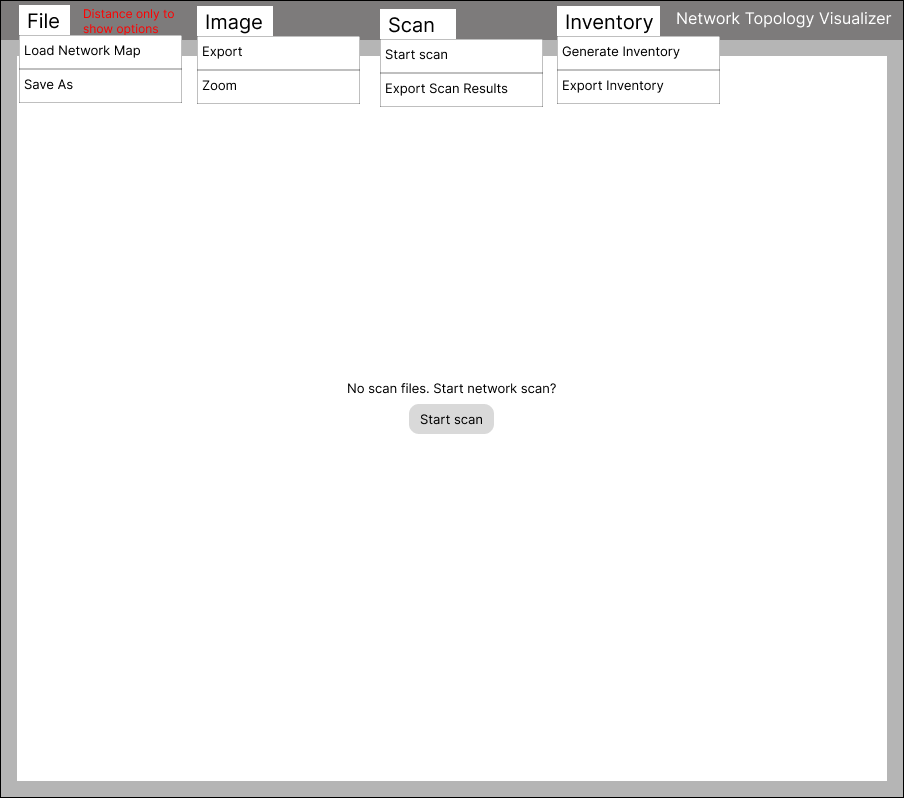 File
Distance only to
show options
Image
Scan
Inventory
Network Topology Visualizer
Load Network Map
Save As
Export
Zoom
Start scan
Export Scan Results
Generate Inventory
Export Inventory
No scan files. Start network scan?
Start scan